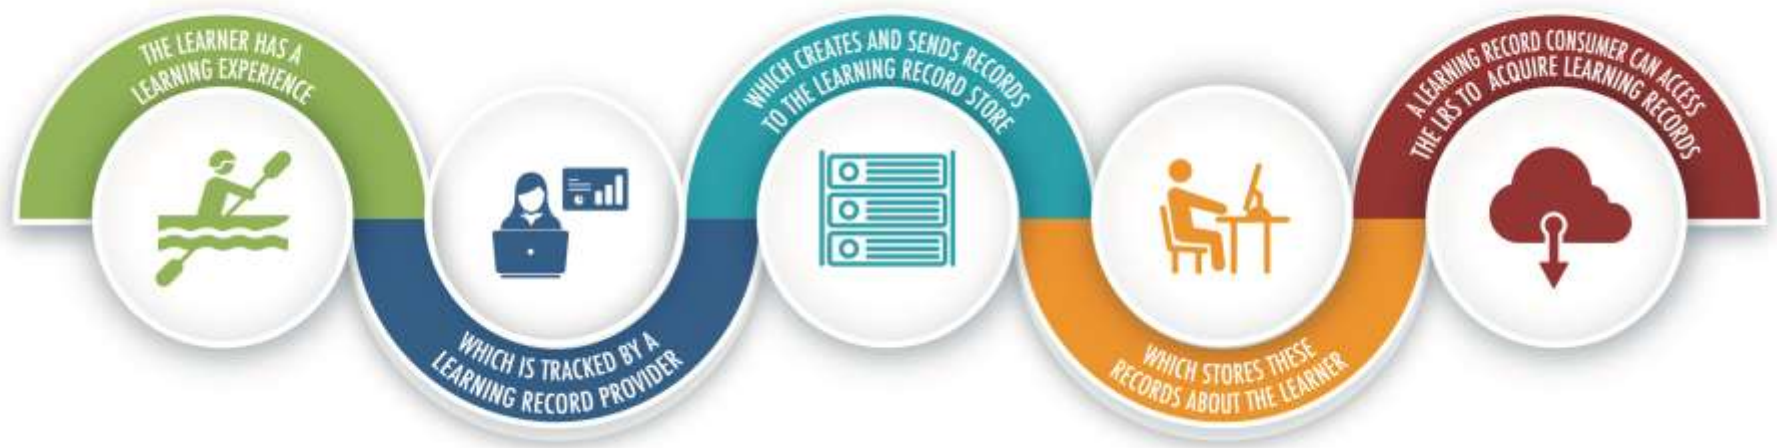 THE LEARNER HAS A
LEARNING EXPERIENCE
WHICH IS TRACKED BY A
LEARNING RECORD PROVIDER
WHICH CREATES AND SENDS RECORDS
TO THE LEARNING RECORD STORE
WHICH STORES THESE
RECORDS ABOUT THE LEARNER
A LEARNING RECORD CONSUMER CAN ACCESS
THE LRS TO ACQUIRE LEARNING RECORDS